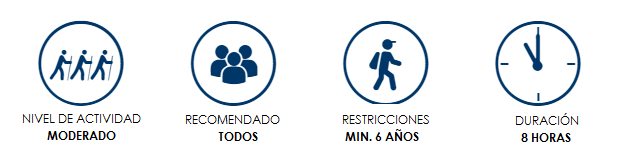 NIVEL DE ACTIVIDAD
MODERADO
RECOMENDADO
TODOS
RESTRICCIONES
MIN. 6 AÑOS
DURACIÓN
8 HORAS